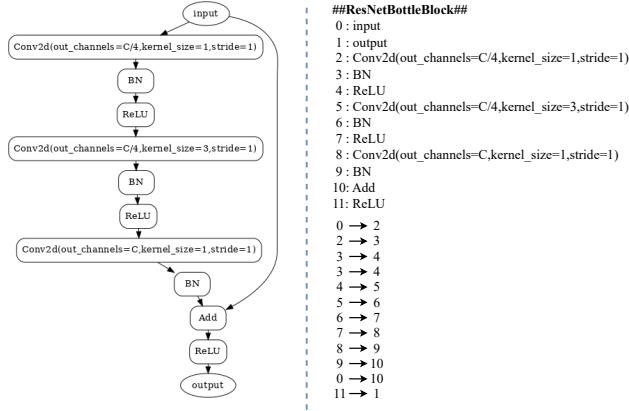 input
Conv2d(out_channels=C/4,kernel_size=1,stride=1)
BN
ReLU
Conv2d(out_channels=C/4,kernel_size=3,stride=1)
BN
ReLU
Conv2d(out_channels=C,kernel_size=1,stride=1)
BN
Add
ReLU
output
##ResNetBottleBlock##
0 : input
1 : output
2 : Conv2d(out_channels=C/4,kernel_size=1,stride=1)
3 : BN
4 : ReLU
5 : Conv2d(out_channels=C/4,kernel_size=3,stride=1)
6 : BN
7 : ReLU
8 : Conv2d(out_channels=C,kernel_size=1,stride=1)
9 : BN
10: Add
11: ReLU
0 → 2
2 → 3
3 → 4
3 → 4
4 → 5
5 → 6
6 → 7
7 → 8
8 → 9
9 → 10
0 → 10
11 → 1